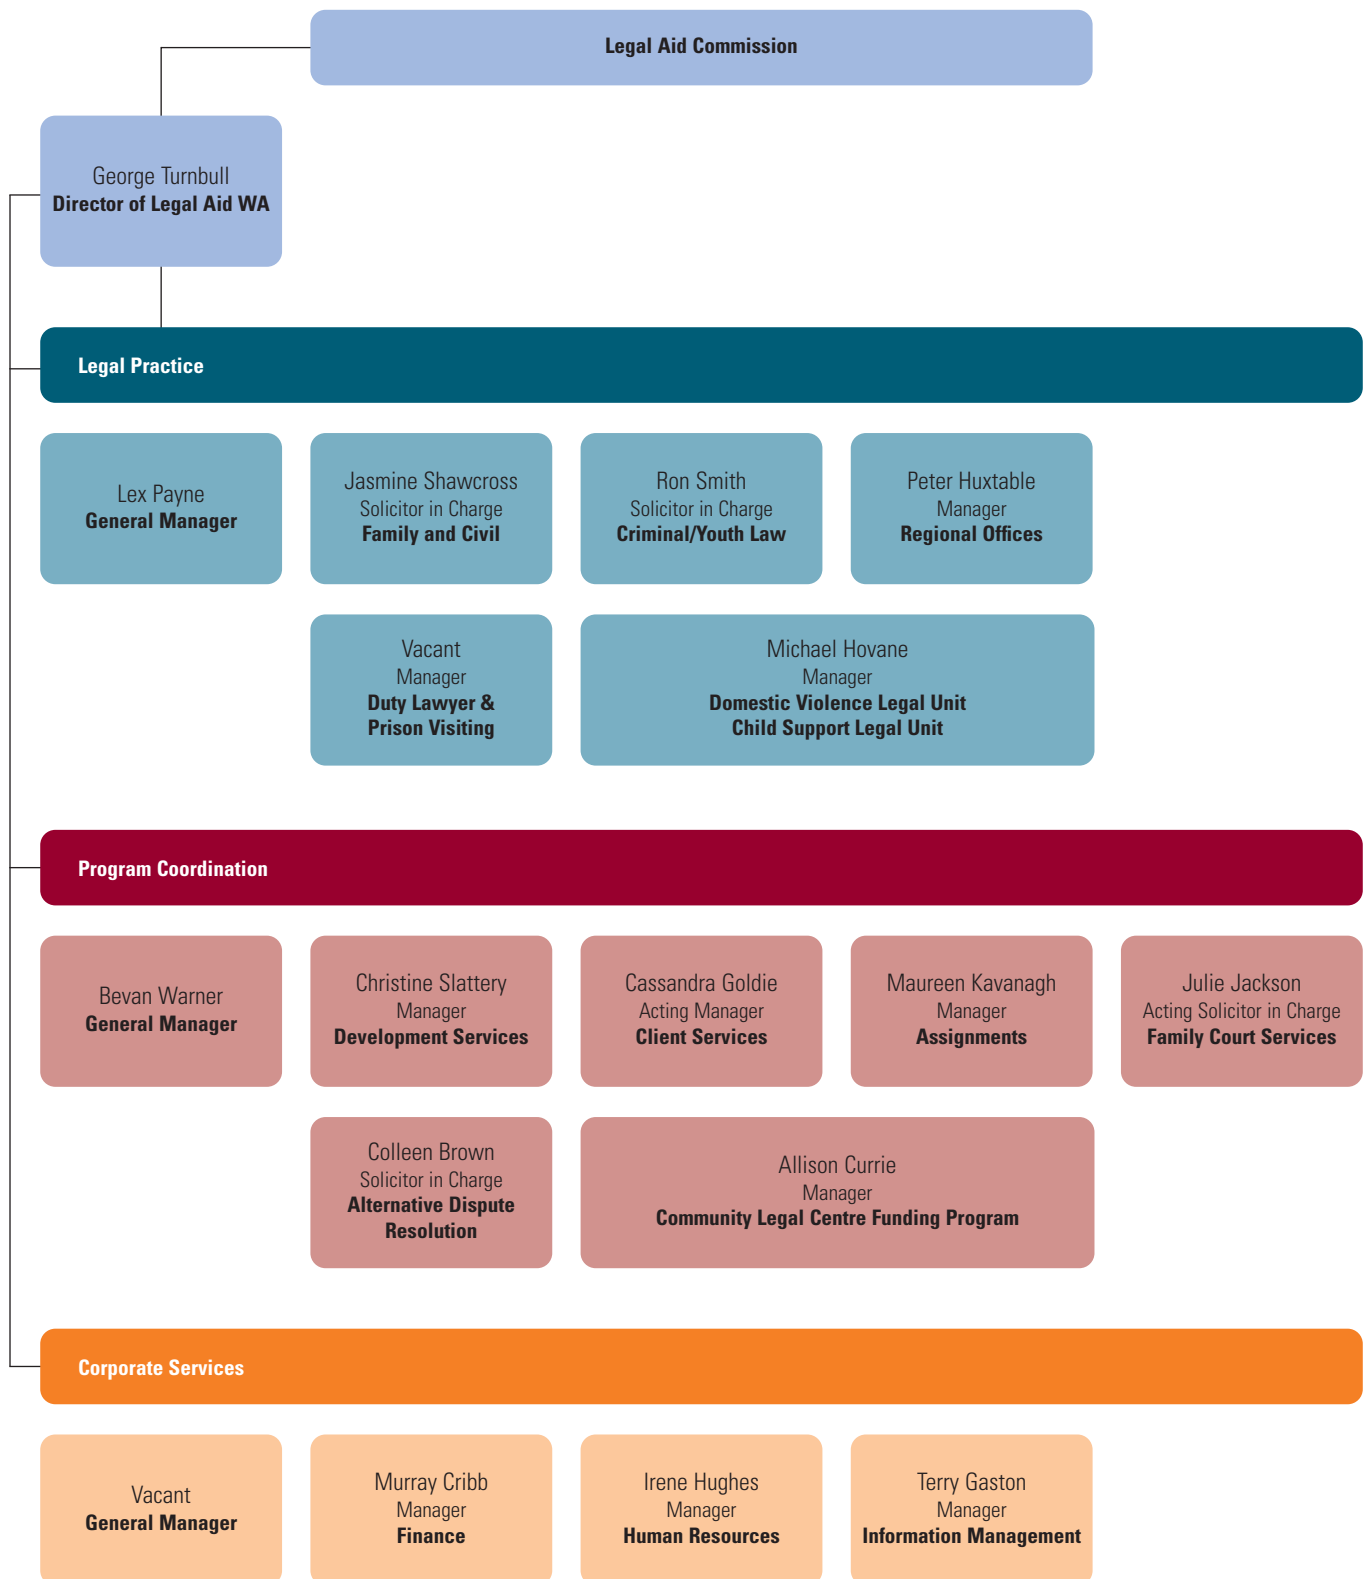 Legal Aid Commission
George Turnbull
Director of Legal Aid WA
Legal Practice
Lex Payne
General Manager
Jasmine Shawcross
Solicitor in Charge
Family and Civil
Ron Smith
Solicitor in Charge
Criminal/Youth Law
Peter Huxtable
Manager
Regional Offices
Vacant
Manager
Duty Lawyer &
Prison Visiting
Michael Hovane
Manager
Domestic Violence Legal Unit
Child Support Legal Unit
Program Coordination
Bevan Warner
General Manager
Christine Slattery
Manager
Development Services
Cassandra Goldie
Acting Manager
Client Services
Maureen Kavanagh
Manager
Assignments
Julie Jackson
Acting Solicitor in Charge
Family Court Services
Colleen Brown
Solicitor in Charge
Alternative Dispute
Resolution
Allison Currie
Manager
Community Legal Centre Funding Program
Corporate Services
Vacant
General Manager
Murray Cribb
Manager
Finance
Irene Hughes
Manager
Human Resources
Terry Gaston
Manager
Information Management